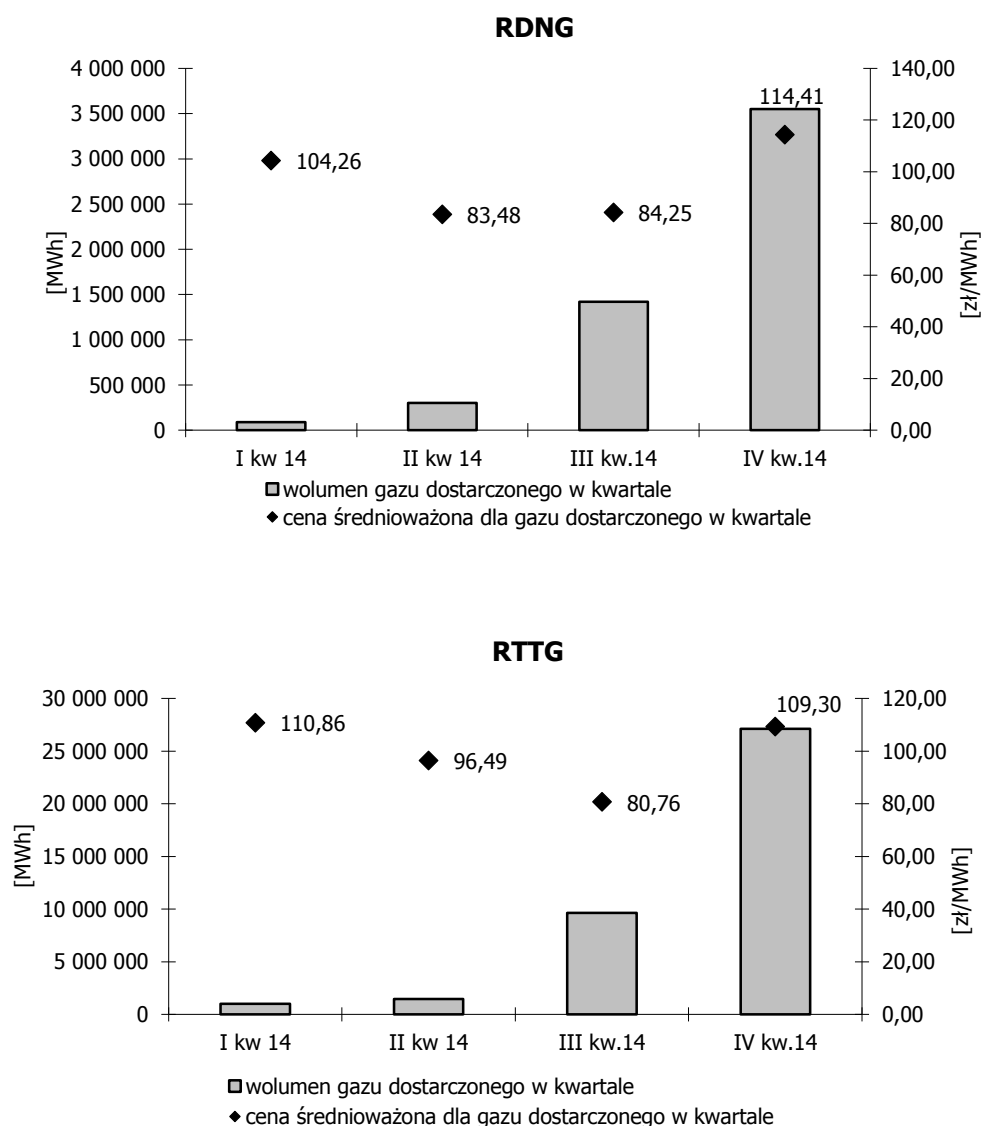 RDNG
4 000 000
3 500 000
3 000 000
2 500 000
2 000 000
1 500 000
1 000 000
500 000
0
[MWh]
140,00
120,00
100,00
80,00
60,00
40,00
20,00
0,00
[zł/MWh]
104,26
83,48
84,25
114,41
I kw 14 II kw 14 III kw.14 IV kw.14
wolumen gazu dostarczonego w kwartale
cena średnioważona dla gazu dostarczonego w kwartale
RTTG
30 000 000
25 000 000
20 000 000
15 000 000
10 000 000
5 000 000
0
[MWh]
120,00
100,00
80,00
60,00
40,00
20,00
0,00
[zł/MWh]
110,86
96,49
80,76
109,30
I kw 14 II kw 14 III kw.14 IV kw.14
wolumen gazu dostarczonego w kwartale
cena średnioważona dla gazu dostarczonego w kwartale